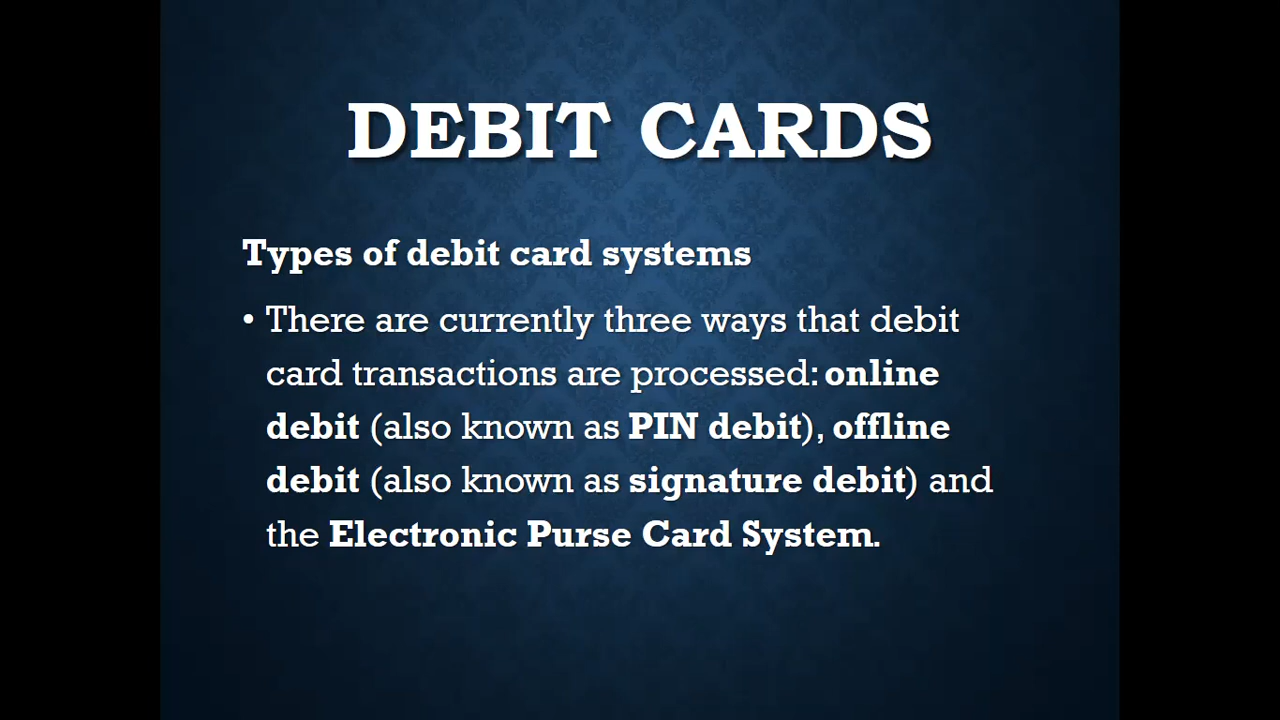 DEBIT CARDS
Types of debit card systems
• There are currently three ways that debit
card transactions are processed: online
debit (also known as PIN debit), offline
debit (also known as signature debit) and
the Electronic Purse Card System.